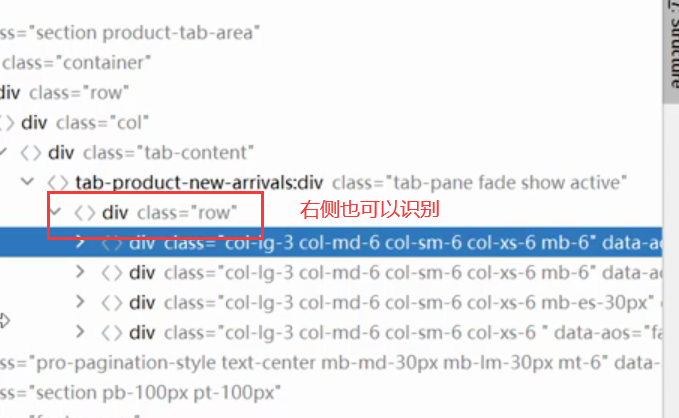 ss="section product-tab-area"
class="container"
div class="row"
<> div class="col"
<> div class="tab-content"
<> tab-product-new-arrivals:div class="tab-pane fade show active"
<> div class="row"
右侧也可以识别
<> div class="col-lg-3 col-md-6 col-sm-6 col-xs-6 mb-6" data-ao
<> div class="col-lg-3 col-md-6 col-sm-6 col-xs-6 mb-6" data-ao
<> div class="col-lg-3 col-md-6 col-sm-6 col-xs-6 mb-es-30px"
<> div class="col-lg-3 col-md-6 col-sm-6 col-xs-6 " data-aos="fa
ss="pro-pagination-style text-center mb-md-30px mb-lm-30px mt-6" data-
ss="section pb-100px pt-100px"
: Structure